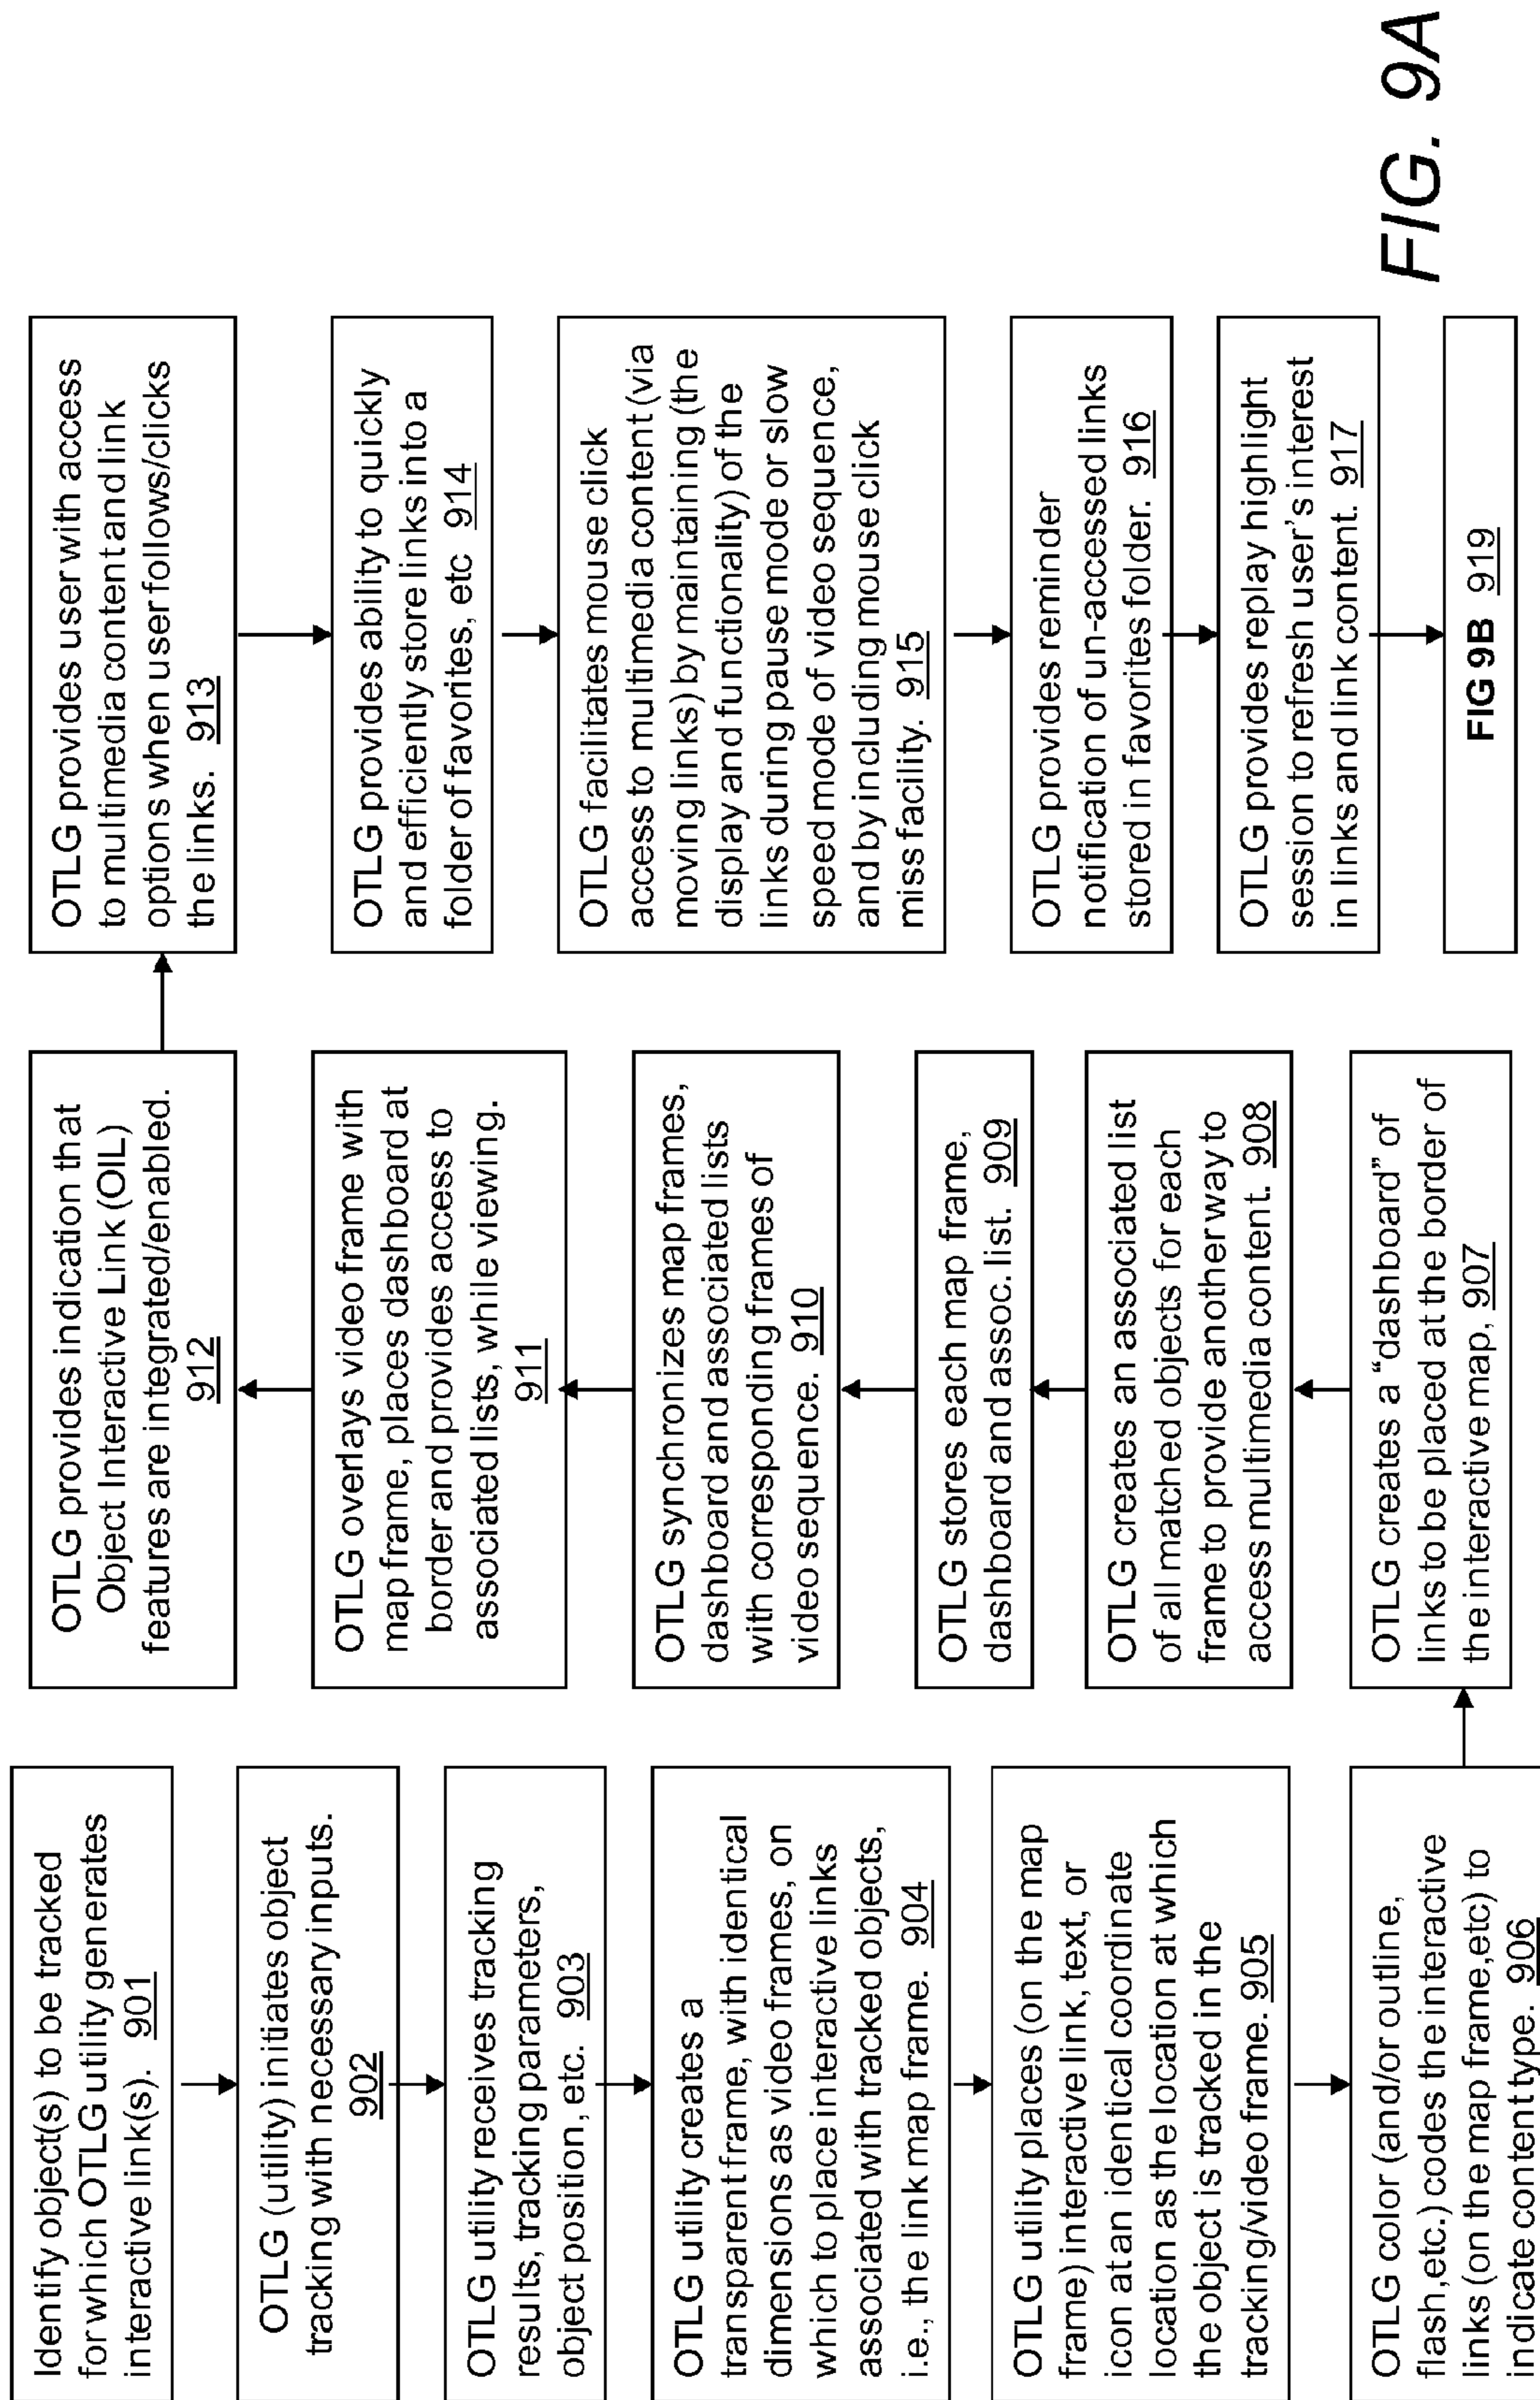 Identify object(s) to be tracked
for which OTLG utility generates
interactive link(s). 901
OTLG (utility) initiates object
tracking with necessary inputs.
902
OTLG utility receives tracking
results, tracking parameters,
object position, etc. 903
OTLG utility creates a
transparent frame, with identical
dimensions as video frames, on
which to place interactive links
associated with tracked objects,
i.e., the link map frame. 904
OTLG utility places (on the map
frame) interactive link, text, or
icon at an identical coordinate
location as the location at which
the object is tracked in the
tracking/video frame. 905
OTLG color (and/or outline,
flash,etc.) codes the interactive
links (on the map frame,etc) to
indicate content type. 906
OTLG creates a “dashboard” of
links to be placed at the border of
the interactive map, 907
OTLG creates an associated list
of all matched objects for each
frame to provide another way to
access multimedia content. 908
OTLG stores each map frame,
dashboard and assoc. list. 909
OTLG synchronizes map frames,
dashboard and associated lists
with corresponding frames of
video sequence. 910
OTLG overlays video frame with
map frame, places dashboard at
border and provides access to
associated lists, while viewing.
911
OTLG provides indication that
Object Interactive Link (OIL)
features are integrated/enabled.
912
OTLG provides user with access
to multimedia content and link
options when user follows/clicks
the links. 913
OTLG provides ability to quickly
and efficiently store links into a
folder of favorites, etc 914
OTLG facilitates mouse click
access to multimedia content (via
moving links) by maintaining (the
display and functionality) of the
links during pause mode or slow
speed mode of video sequence,
and by including mouse click
miss facility. 915
OTLG provides reminder
notification of un-accessed links
stored in favorites folder. 916
OTLG provides replay highlight
session to refresh user's interest
in links and link content. 917
FIG 9B 919
FIG. 9A